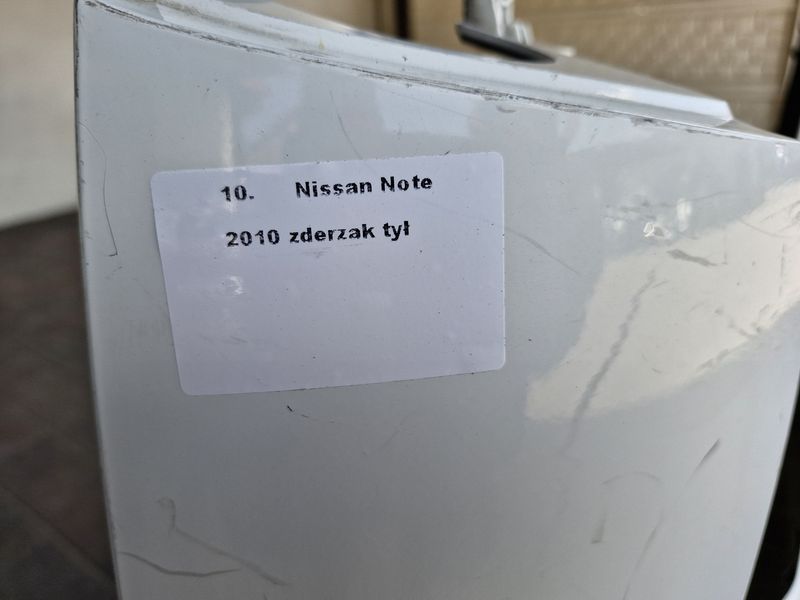 10. Nissan Note
2010 zderzak tył